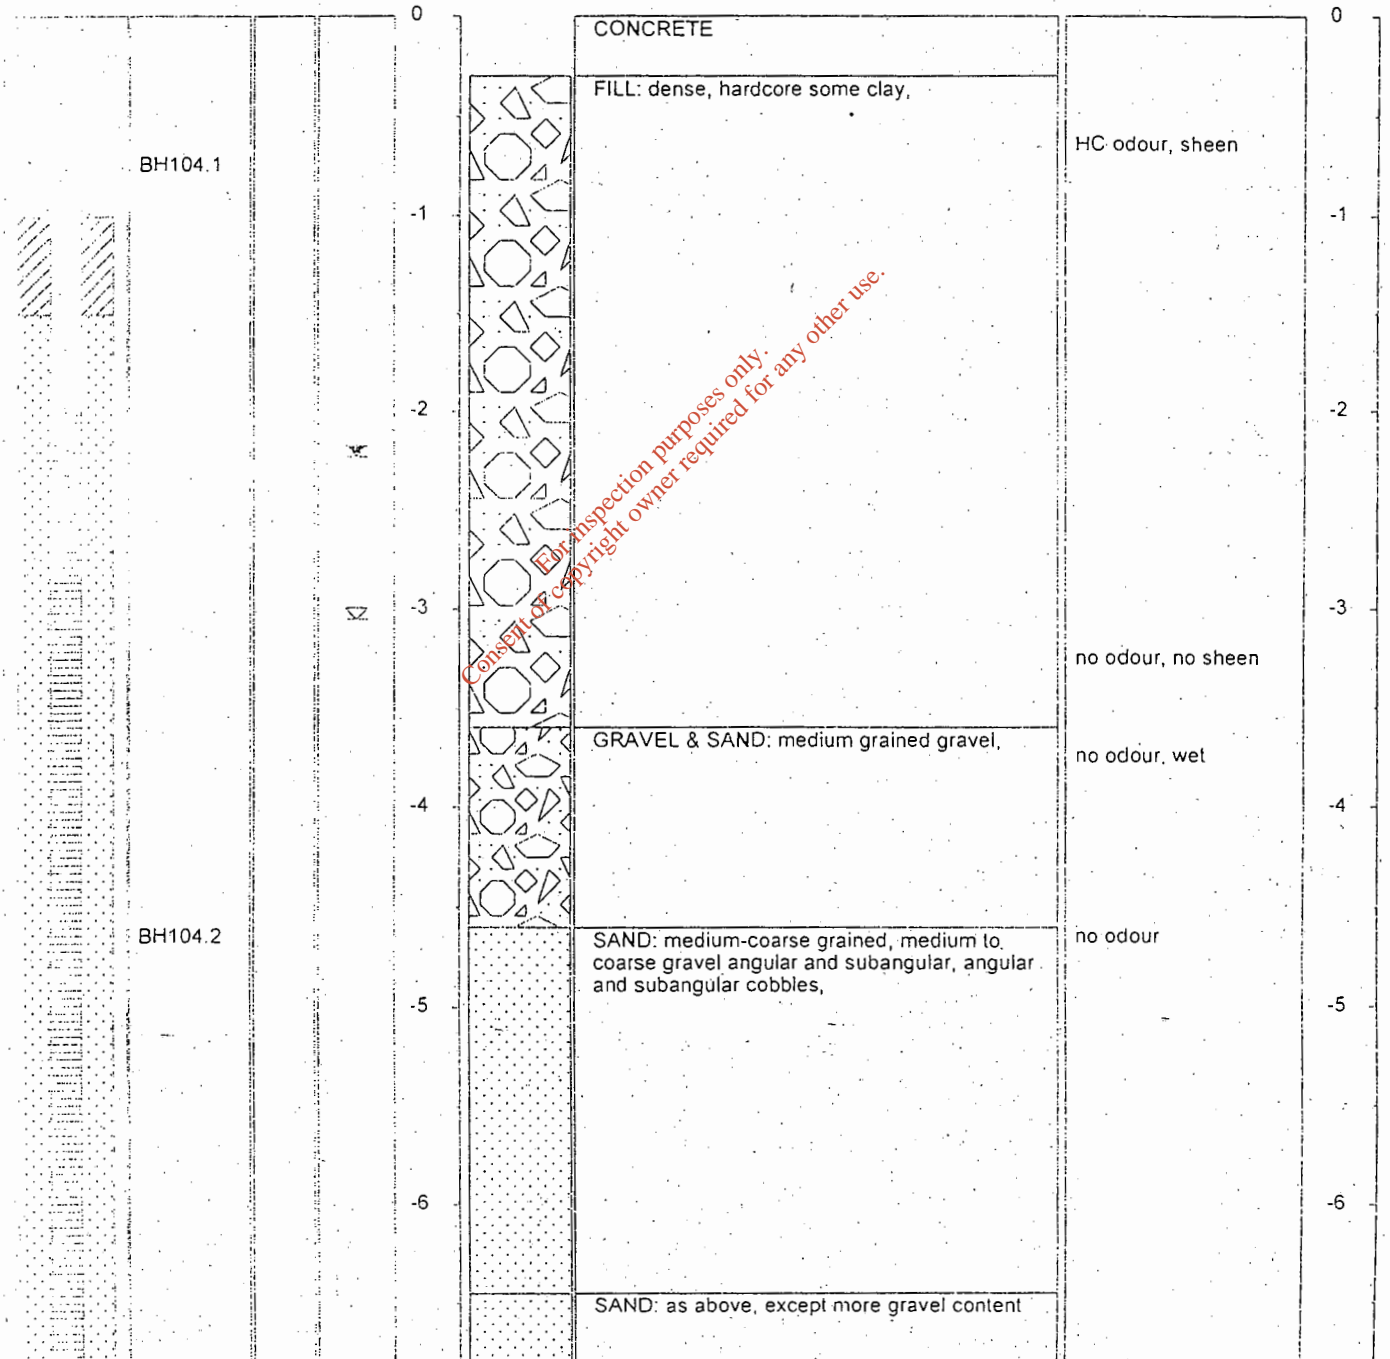 0
CONCRETE
0
FILL: dense, hardcore some clay,
HC odour, sheen
BH104.1
-1
-1
-2
-2
For inspection purposes only.
Consent of copyright owner required for any other use.
-3
-3
no odour, no sheen
GRAVEL & SAND: medium grained gravel,
no odour, wet
-4
-4
BH104.2
SAND: medium-coarse grained, medium to
coarse gravel angular and subangular, angular
and subangular cobbles,
no odour
-5
-5
-6
-6
SAND: as above, except more gravel content